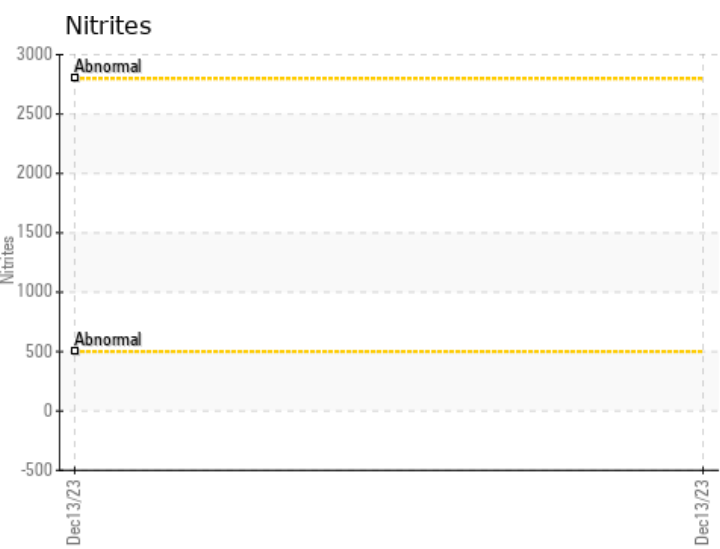 Nitrites
3000
Abnormal
2500
2000
1500
Nitrites
1000
Abnormal
500
0
-500
Dec13/23
Dec13/23